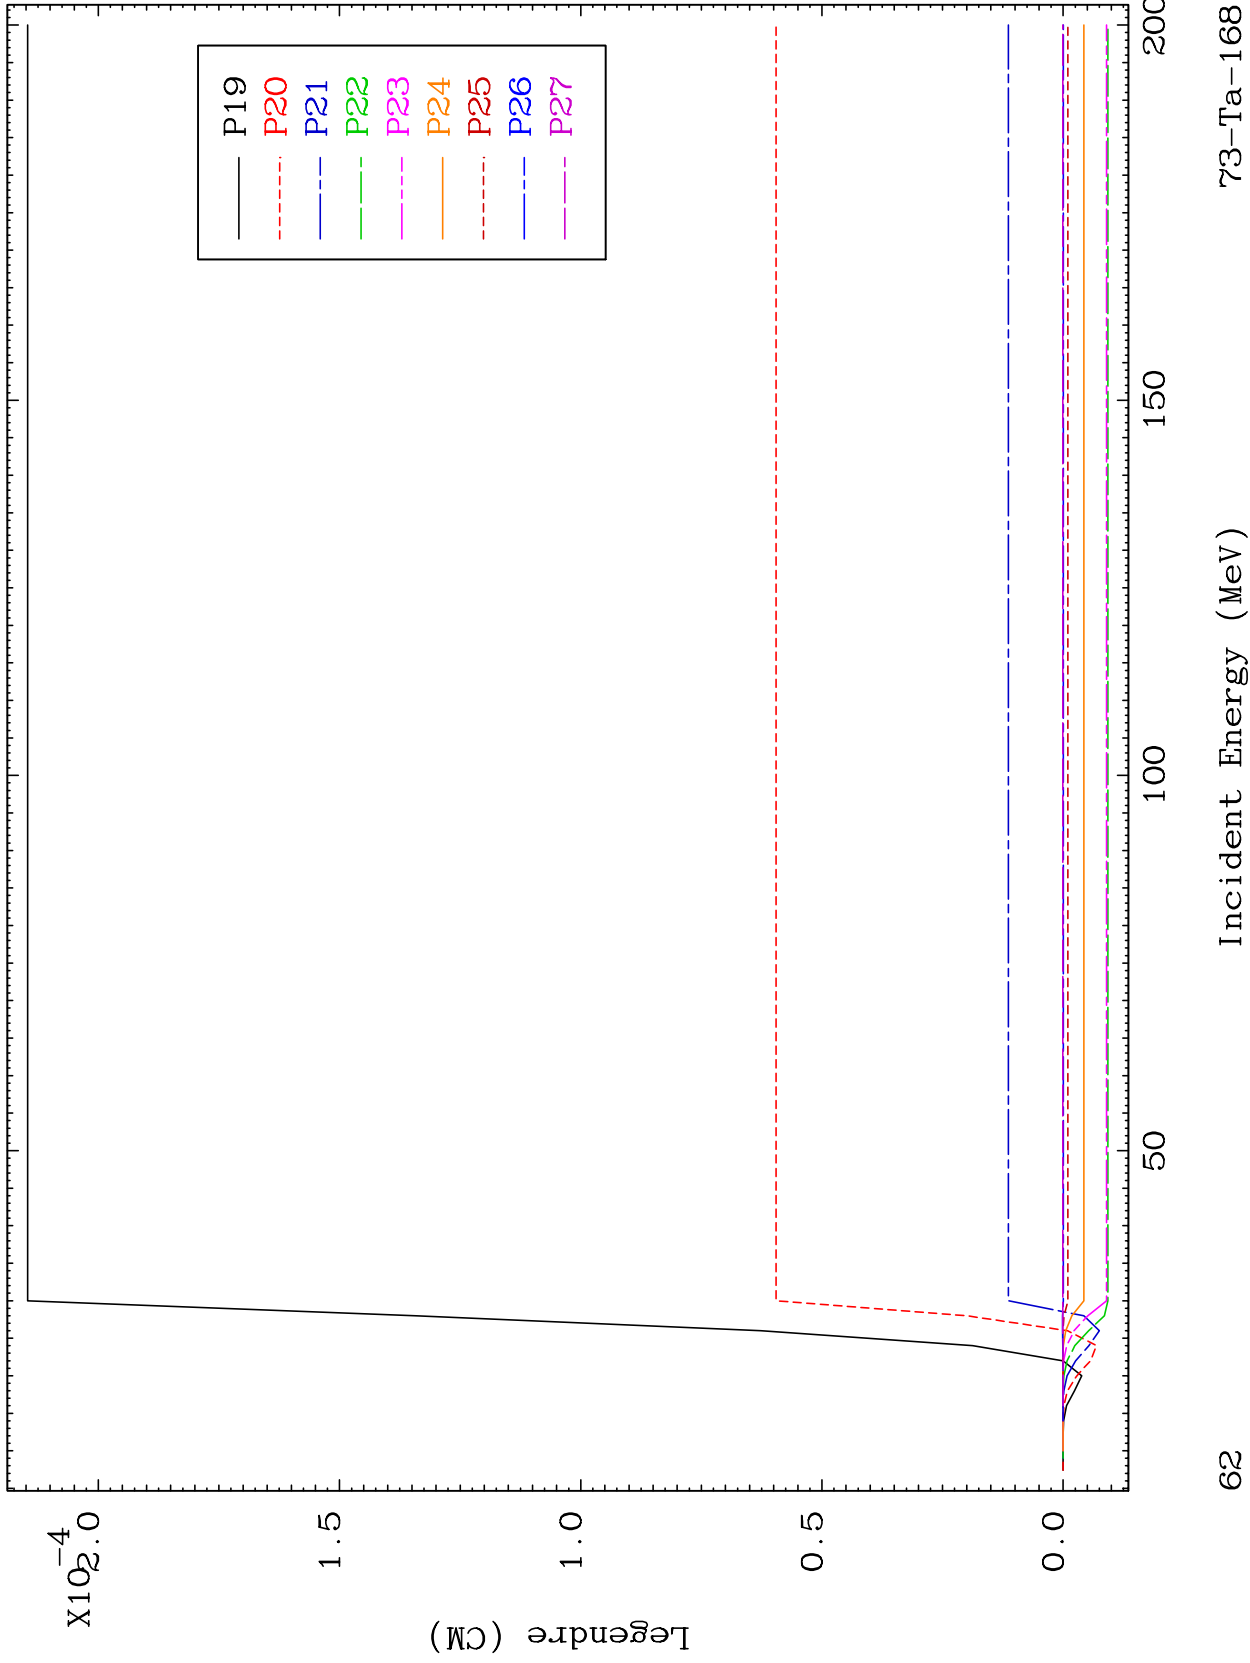 X10-4
2.0
1.5
1.0
0.5
0.0
Legendre (CM)
P19
P20
P21
P22
P23
P24
P25
P26
P27
50
100
150
200
Incident Energy (MeV)
62
73-Ta-168